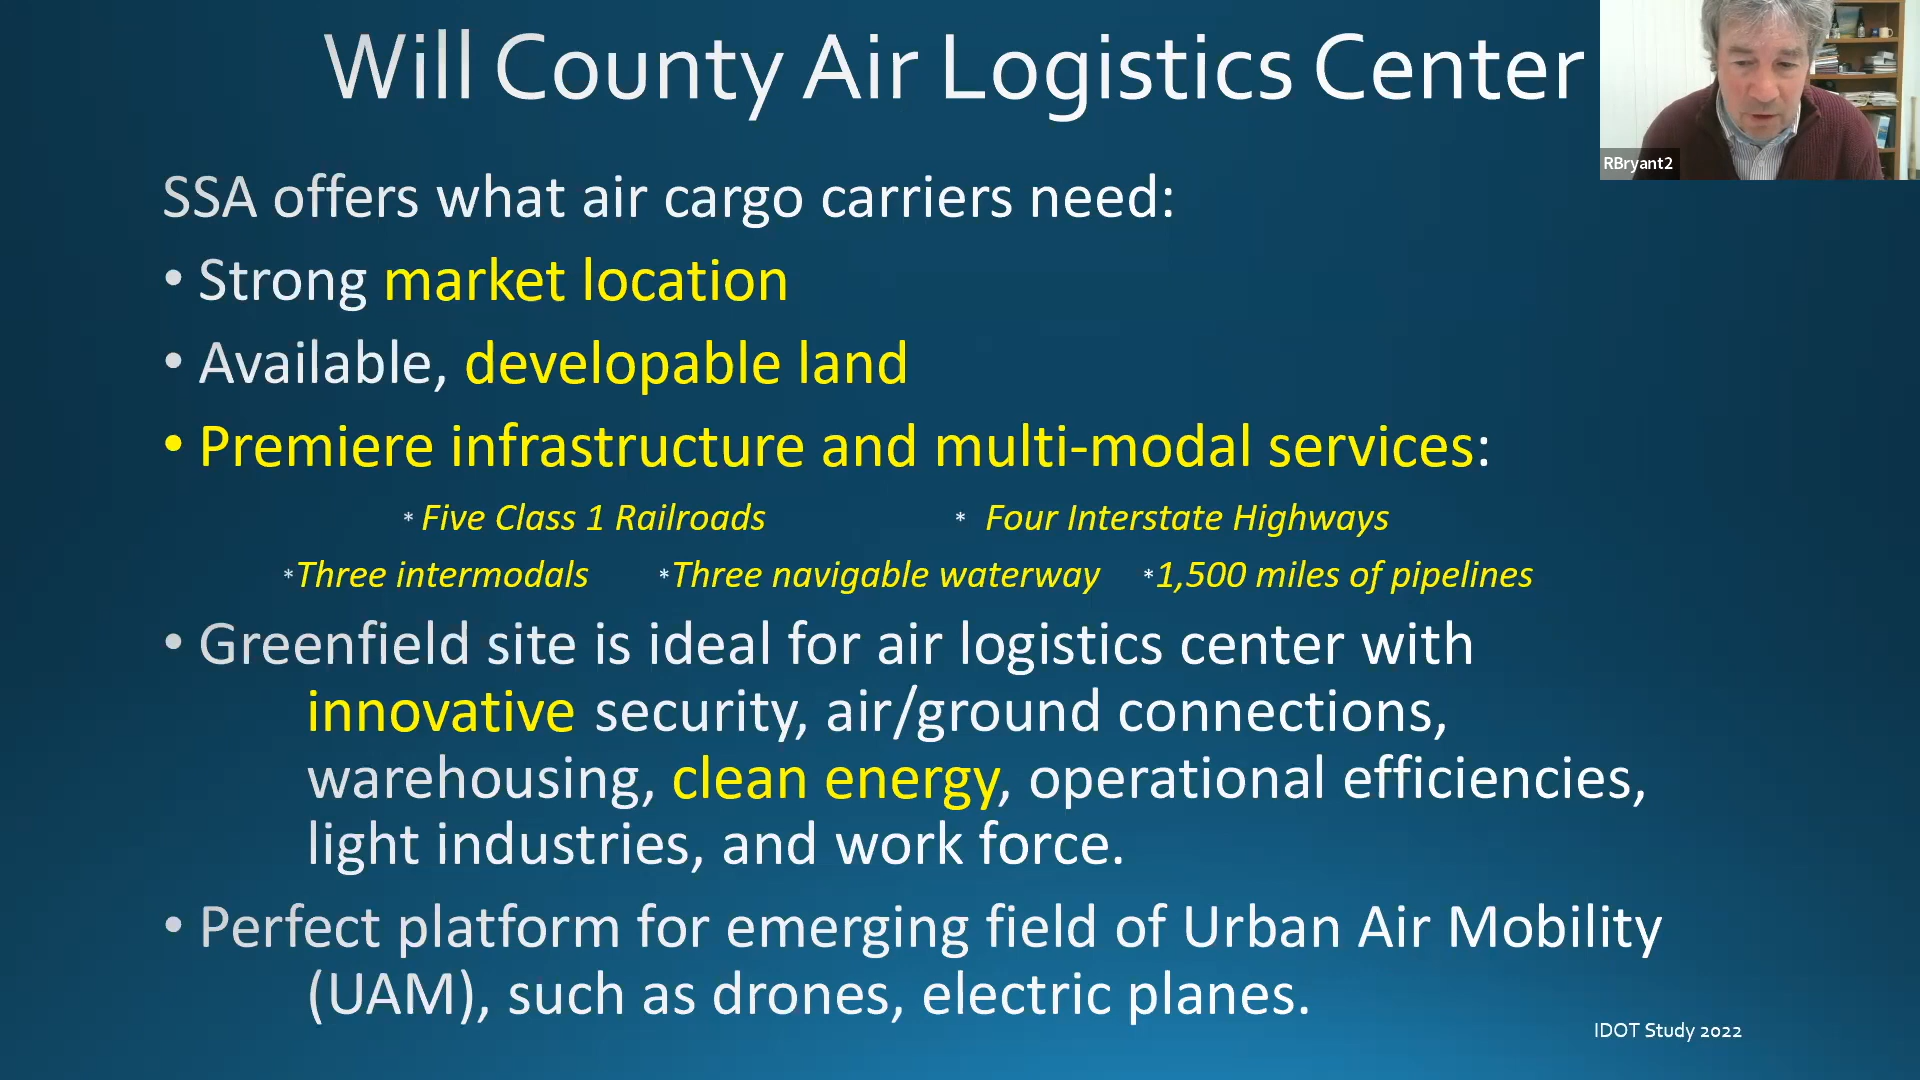 Will County Air Logistics Center
RBryant2
SSA offers what air cargo carriers need:
• Strong market location
• Available, developable land
• Premiere infrastructure and multi-modal services:
* Five Class 1 Railroads * Four Interstate Highways
*Three intermodals *Three navigable waterway *1,500 miles of pipelines
• Greenfield site is ideal for air logistics center with
innovative security, air/ground connections,
warehousing, clean energy, operational efficiencies,
light industries, and work force.
• Perfect platform for emerging field of Urban Air Mobility
(UAM), such as drones, electric planes.
IDOT Study 2022